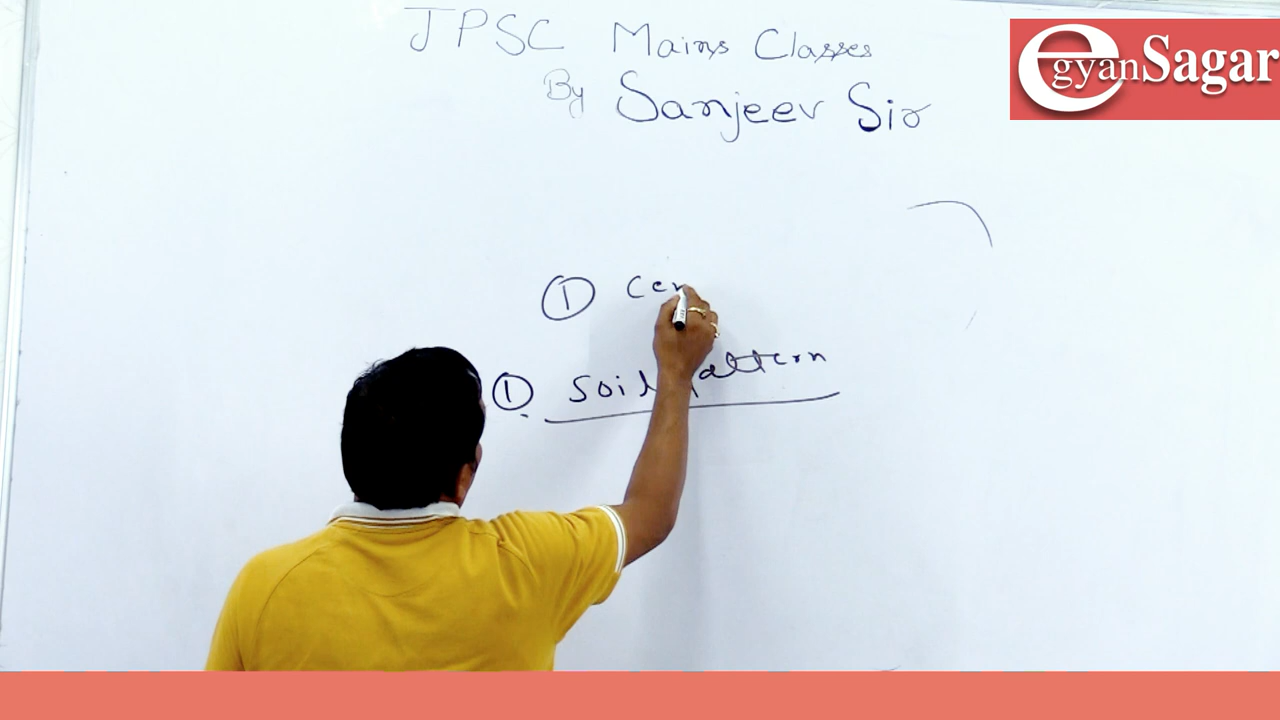 JPSC Mains Classes
By Sanjeev Sir
egyanSagar
① Cen
① Soil Pattern